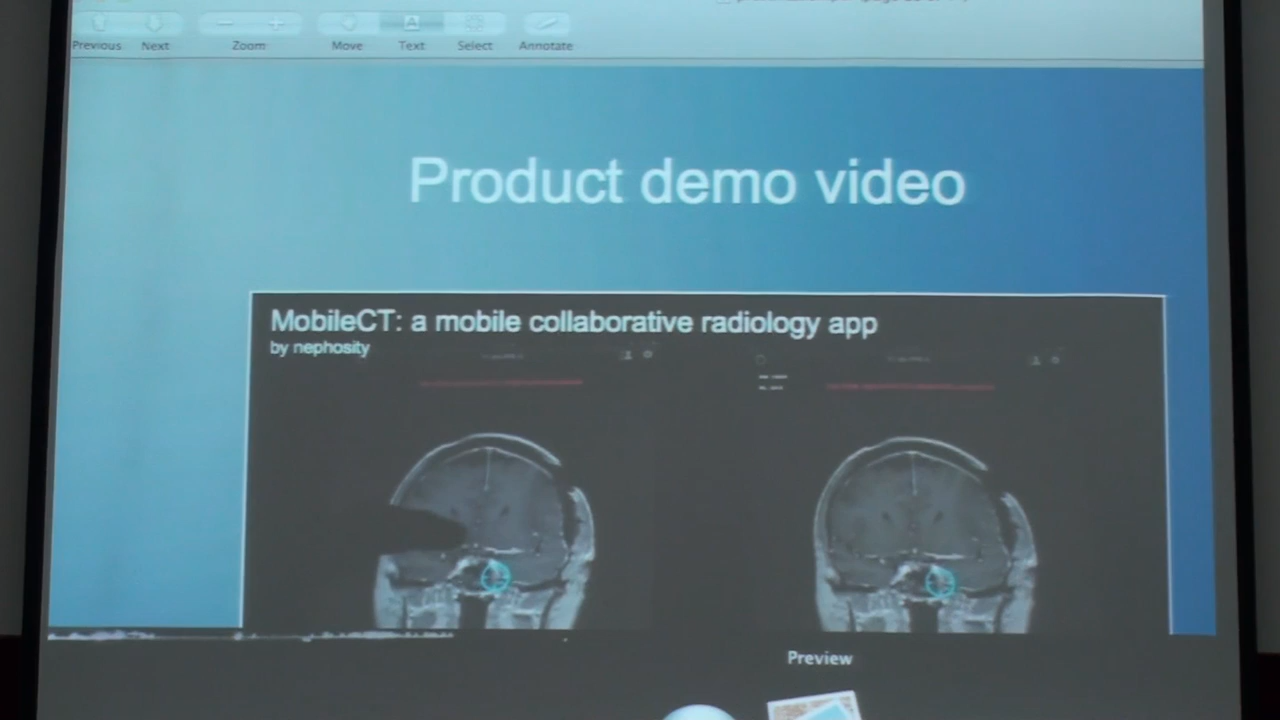 Previous Next Zoom Move Text Select Annotate
Product demo video
MobileCT: a mobile collaborative radiology app
by nephosity
Preview